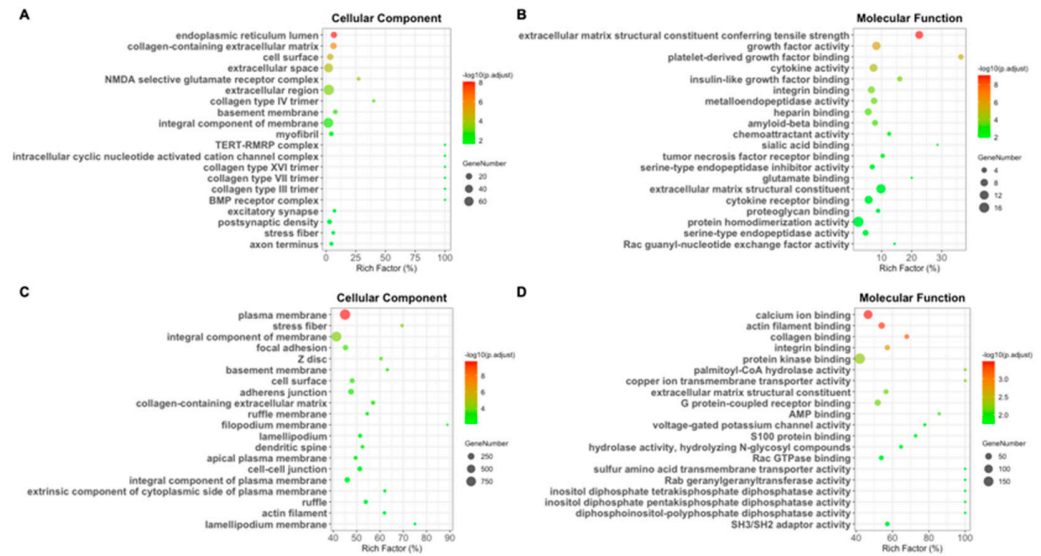 A
Cellular Component
endoplasmic reticulum lumen
collagen-containing extracellular matrix
cell surface
extracellular space
NMDA selective glutamate receptor complex
extracellular region
collagen type IV trimer
basement membrane
integral component of membrane
myofibril
TERT-RMRP complex
intracellular cyclic nucleotide activated cation channel complex
collagen type XVI trimer
collagen type VII trimer
collagen type III trimer
BMP receptor complex
excitatory synapse
postsynaptic density
stress fiber
axon terminus
0 25 50 75 100
Rich Factor (%)
-log10(p.adjust)
8
6
4
2
GeneNumber
20
40
60
B
Molecular Function
extracellular matrix structural constituent conferring tensile strength
growth factor activity
platelet-derived growth factor binding
cytokine activity
insulin-like growth factor binding
integrin binding
metalloendopeptidase activity
heparin binding
amyloid-beta binding
chemoattractant activity
sialic acid binding
tumor necrosis factor receptor binding
serine-type endopeptidase inhibitor activity
glutamate binding
extracellular matrix structural constituent
cytokine receptor binding
proteoglycan binding
protein homodimerization activity
serine-type endopeptidase activity
Rac guanyl-nucleotide exchange factor activity
10 20 30
Rich Factor (%)
-log10(p.adjust)
8
6
4
2
GeneNumber
4
8
12
16
C
Cellular Component
plasma membrane
stress fiber
integral component of membrane
focal adhesion
Z disc
basement membrane
cell surface
adherens junction
collagen-containing extracellular matrix
ruffle membrane
filopodium membrane
lamellipodium
dendritic spine
apical plasma membrane
cell-cell junction
integral component of plasma membrane
extrinsic component of cytoplasmic side of plasma membrane
ruffle
actin filament
lamellipodium membrane
40 50 60 70 80 90
Rich Factor (%)
-log10(p.adjust)
8
6
4
GeneNumber
250
500
750
D
Molecular Function
calcium ion binding
actin filament binding
collagen binding
integrin binding
protein kinase binding
palmitoyl-CoA hydrolase activity
copper ion transmembrane transporter activity
extracellular matrix structural constituent
G protein-coupled receptor binding
AMP binding
voltage-gated potassium channel activity
S100 protein binding
hydrolase activity, hydrolyzing N-glycosyl compounds
Rac GTPase binding
sulfur amino acid transmembrane transporter activity
Rab geranylgeranyltransferase activity
inositol diphosphate tetrakisphosphate diphosphatase activity
inositol diphosphate pentakisphosphate diphosphatase activity
diphosphoinositol-polyphosphate diphosphatase activity
SH3/SH2 adaptor activity
40 60 80 100
Rich Factor (%)
-log10(p.adjust)
3.0
2.5
2.0
GeneNumber
50
100
150